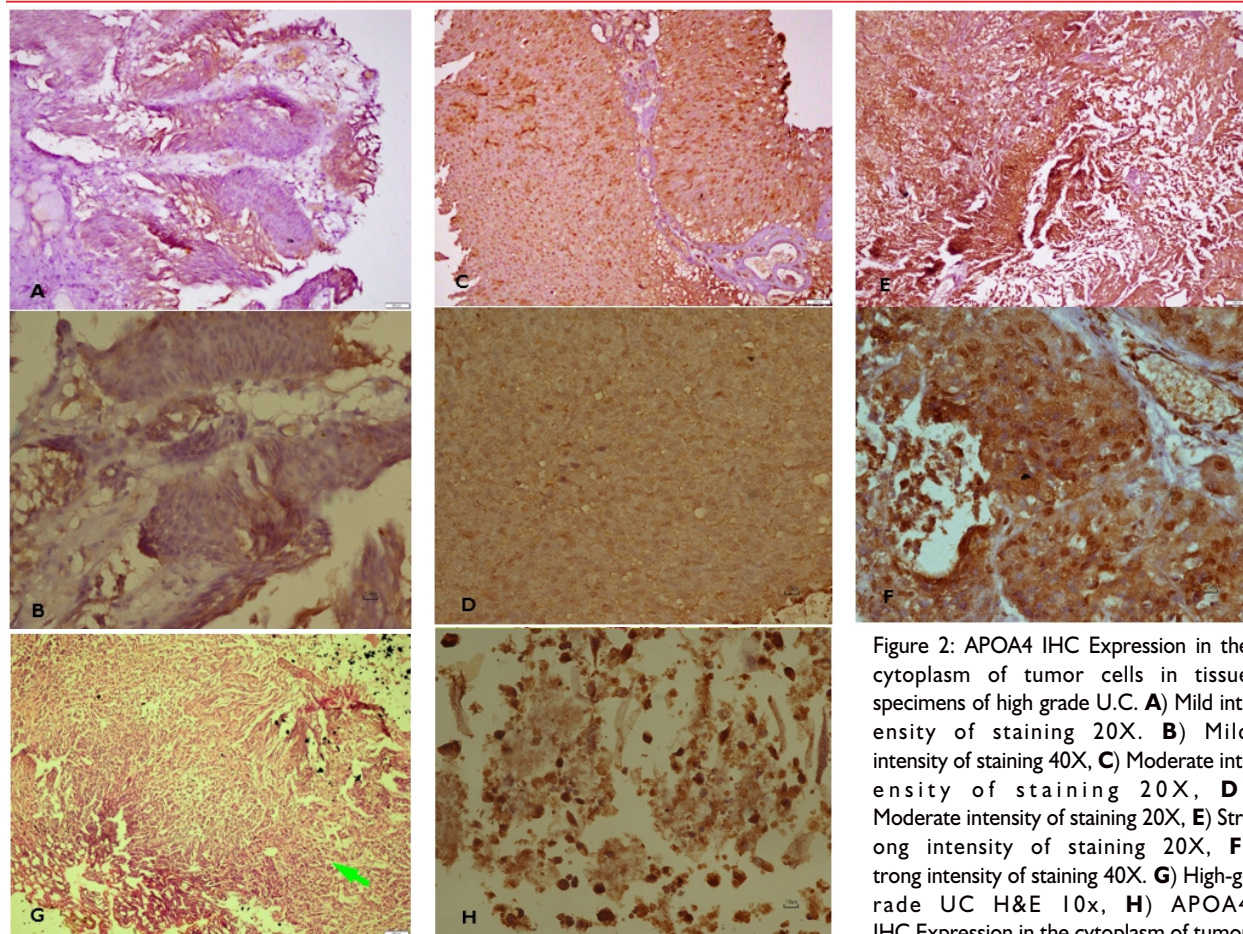 A
C
E
B
D
F
G
H
Figure 2: APOA4 IHC Expression in the
cytoplasm of tumor cells in tissue
specimens of high grade U.C. A) Mild int
ensity of staining 20X. B) Mild
intensity of staining 40X, C) Moderate int
ensity of staining 20X, D
Moderate intensity of staining 20X, E) Str
ong intensity of staining 20X, F
trong intensity of staining 40X. G) High-g
rade UC H&E 10x, H) APOA4
IHC Expression in the cytoplasm of tumor